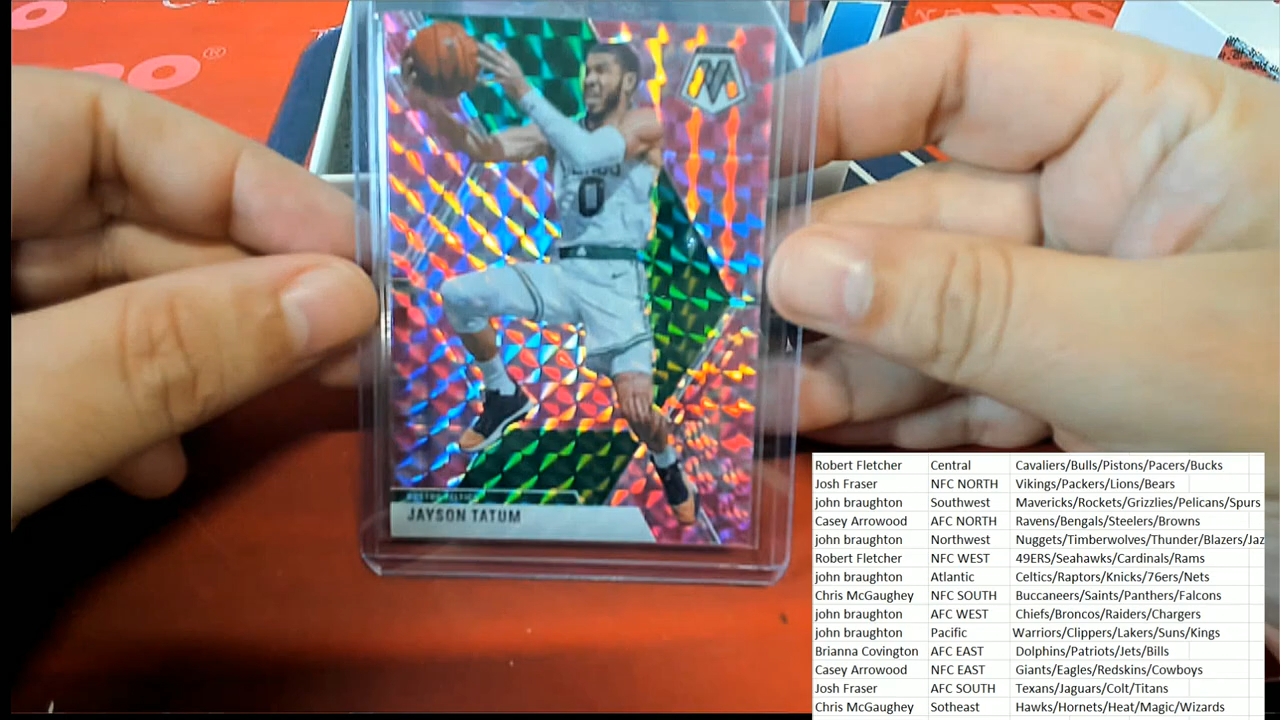 RO®
0
BOSTON CELTICS
JAYSON TATUM
Robert Fletcher Central Cavaliers/Bulls/Pistons/Pacers/Bucks
Josh Fraser NFC NORTH Vikings/Packers/Lions/Bears
john braughton Southwest Mavericks/Rockets/Grizzlies/Pelicans/Spurs
Casey Arrowood AFC NORTH Ravens/Bengals/Steelers/Browns
john braughton Northwest Nuggets/Timberwolves/Thunder/Blazers/Jaz
Robert Fletcher NFC WEST 49ERS/Seahawks/Cardinals/Rams
john braughton Atlantic Celtics/Raptors/Knicks/76ers/Nets
Chris McGaughey NFC SOUTH Buccaneers/Saints/Panthers/Falcons
john braughton AFC WEST Chiefs/Broncos/Raiders/Chargers
john braughton Pacific Warriors/Clippers/Lakers/Suns/Kings
Brianna Covington AFC EAST Dolphins/Patriots/Jets/Bills
Casey Arrowood NFC EAST Giants/Eagles/Redskins/Cowboys
Josh Fraser AFC SOUTH Texans/Jaguars/Colt/Titans
Chris McGaughey Sotheast Hawks/Hornets/Heat/Magic/Wizards